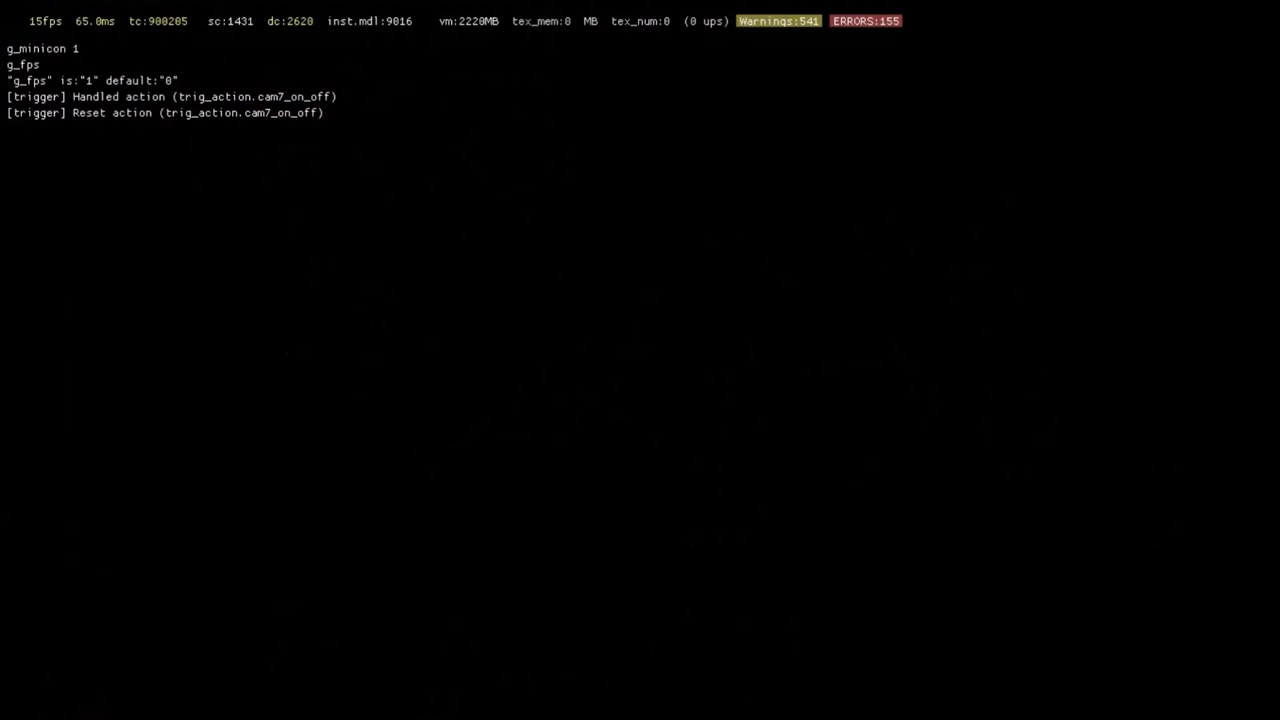 15fps 65.0ms tc:900205 sc:1431 dc:2620 inst.mdl:9016 vm:2220MB tex_mem:0 MB tex_num:0 (0 ups) Warnings:541 ERRORS:155
g_minicon 1
g_fps
"g_fps" is:"1" default:"0"
[trigger] Handled action (trig_action.cam7_on_off)
[trigger] Reset action (trig_action.cam7_on_off)